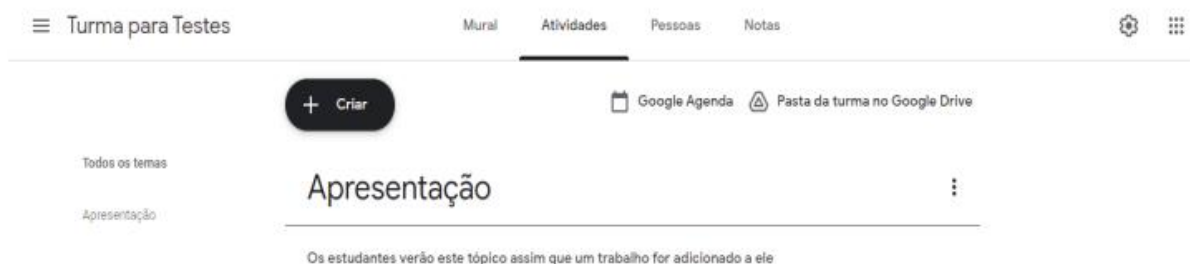 Turma para Testes Mural Atividades Pessoas Notas
+ Criar Google Agenda Pasta da turma no Google Drive
Todos os temas
Apresentação
Apresentação
Os estudantes verão este tópico assim que um trabalho for adicionado a ele